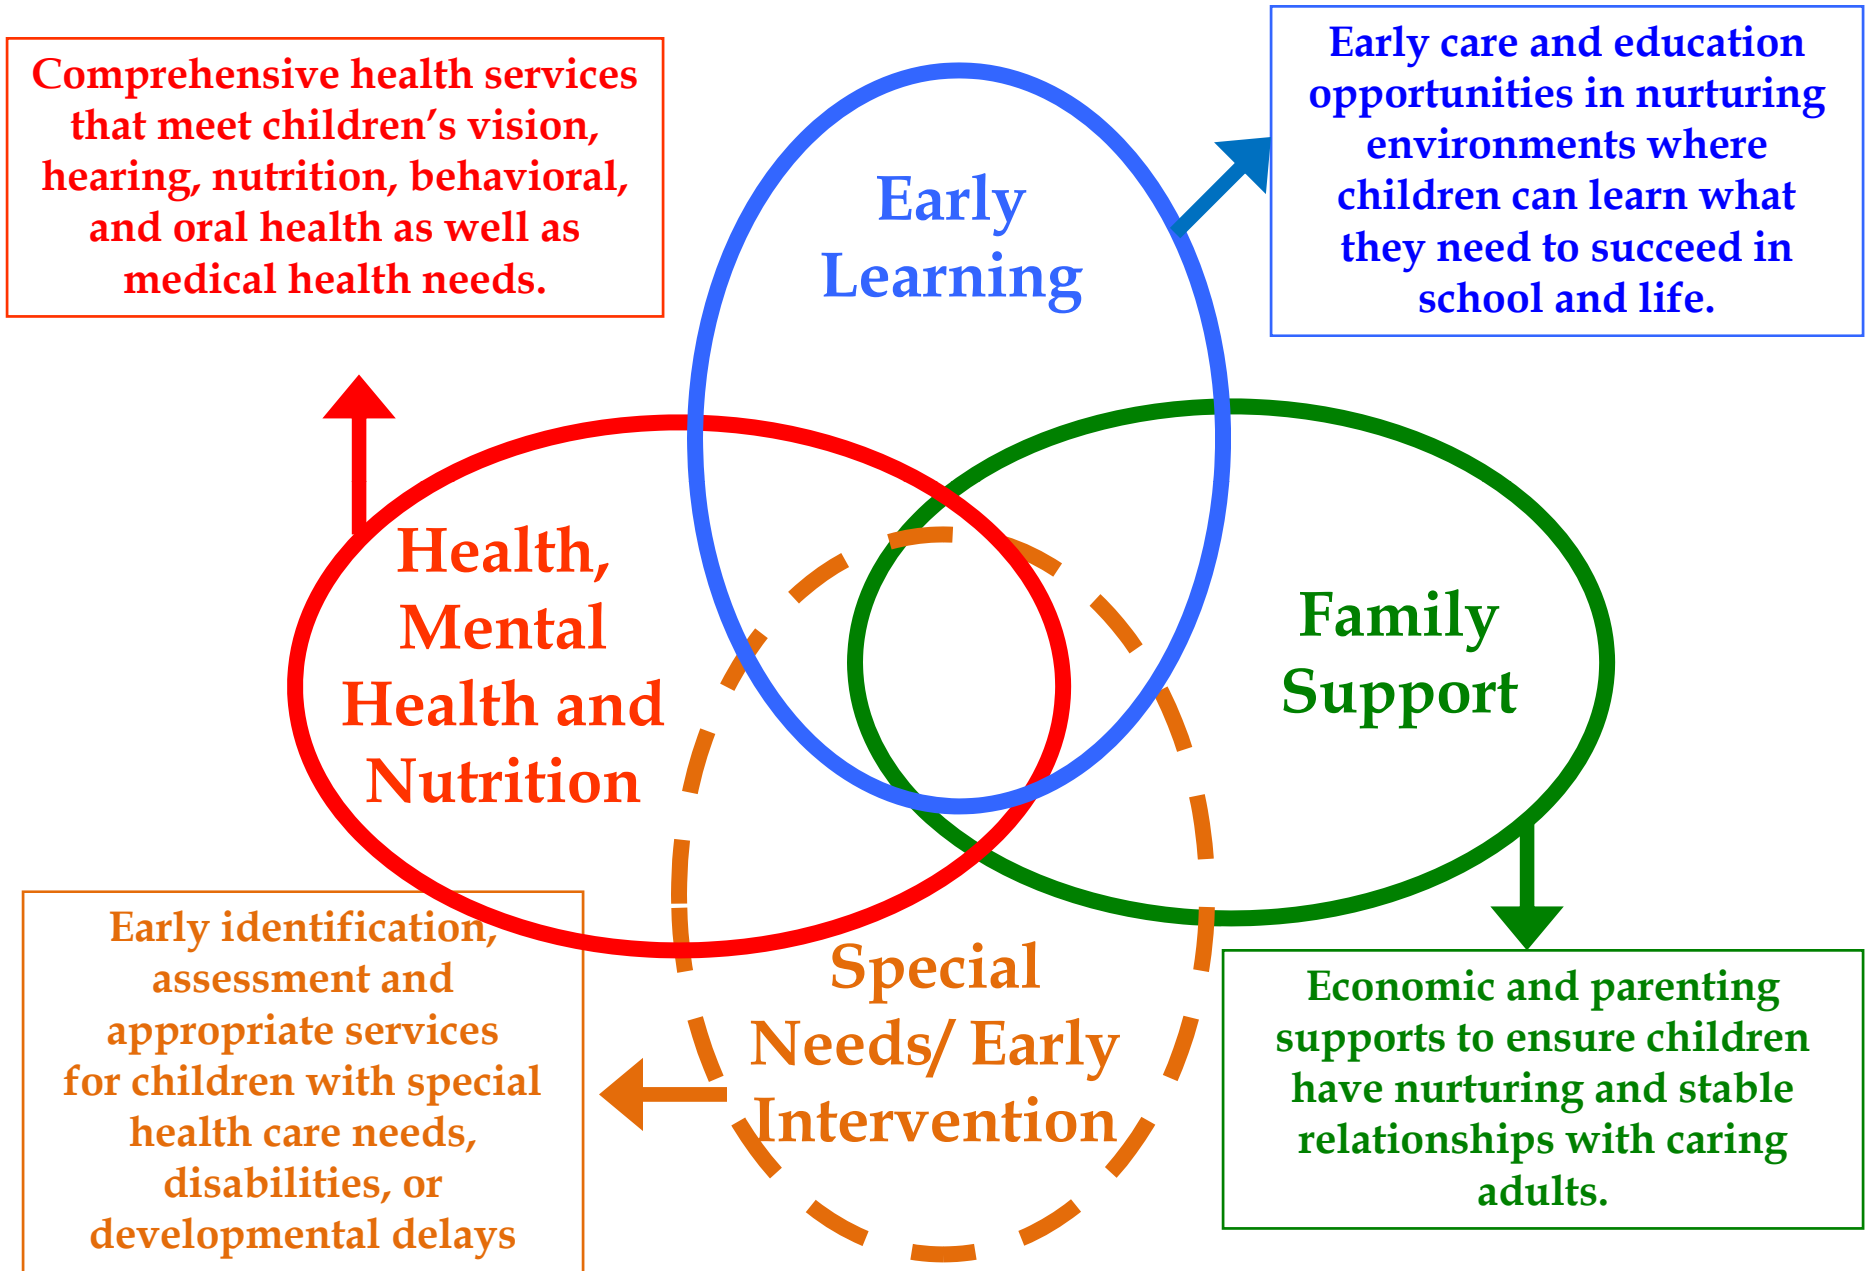 Comprehensive health services
that meet children’s vision,
hearing, nutrition, behavioral,
and oral health as well as
medical health needs.
Early care and education
opportunities in nurturing
environments where
children can learn what
they need to succeed in
school and life.
Early
Learning
Health,
Mental
Health and
Nutrition
Family
Support
Early identification,
assessment and
appropriate services
for children with special
health care needs,
disabilities, or
developmental delays
Special
Needs/ Early
Intervention
Economic and parenting
supports to ensure children
have nurturing and stable
relationships with caring
adults.